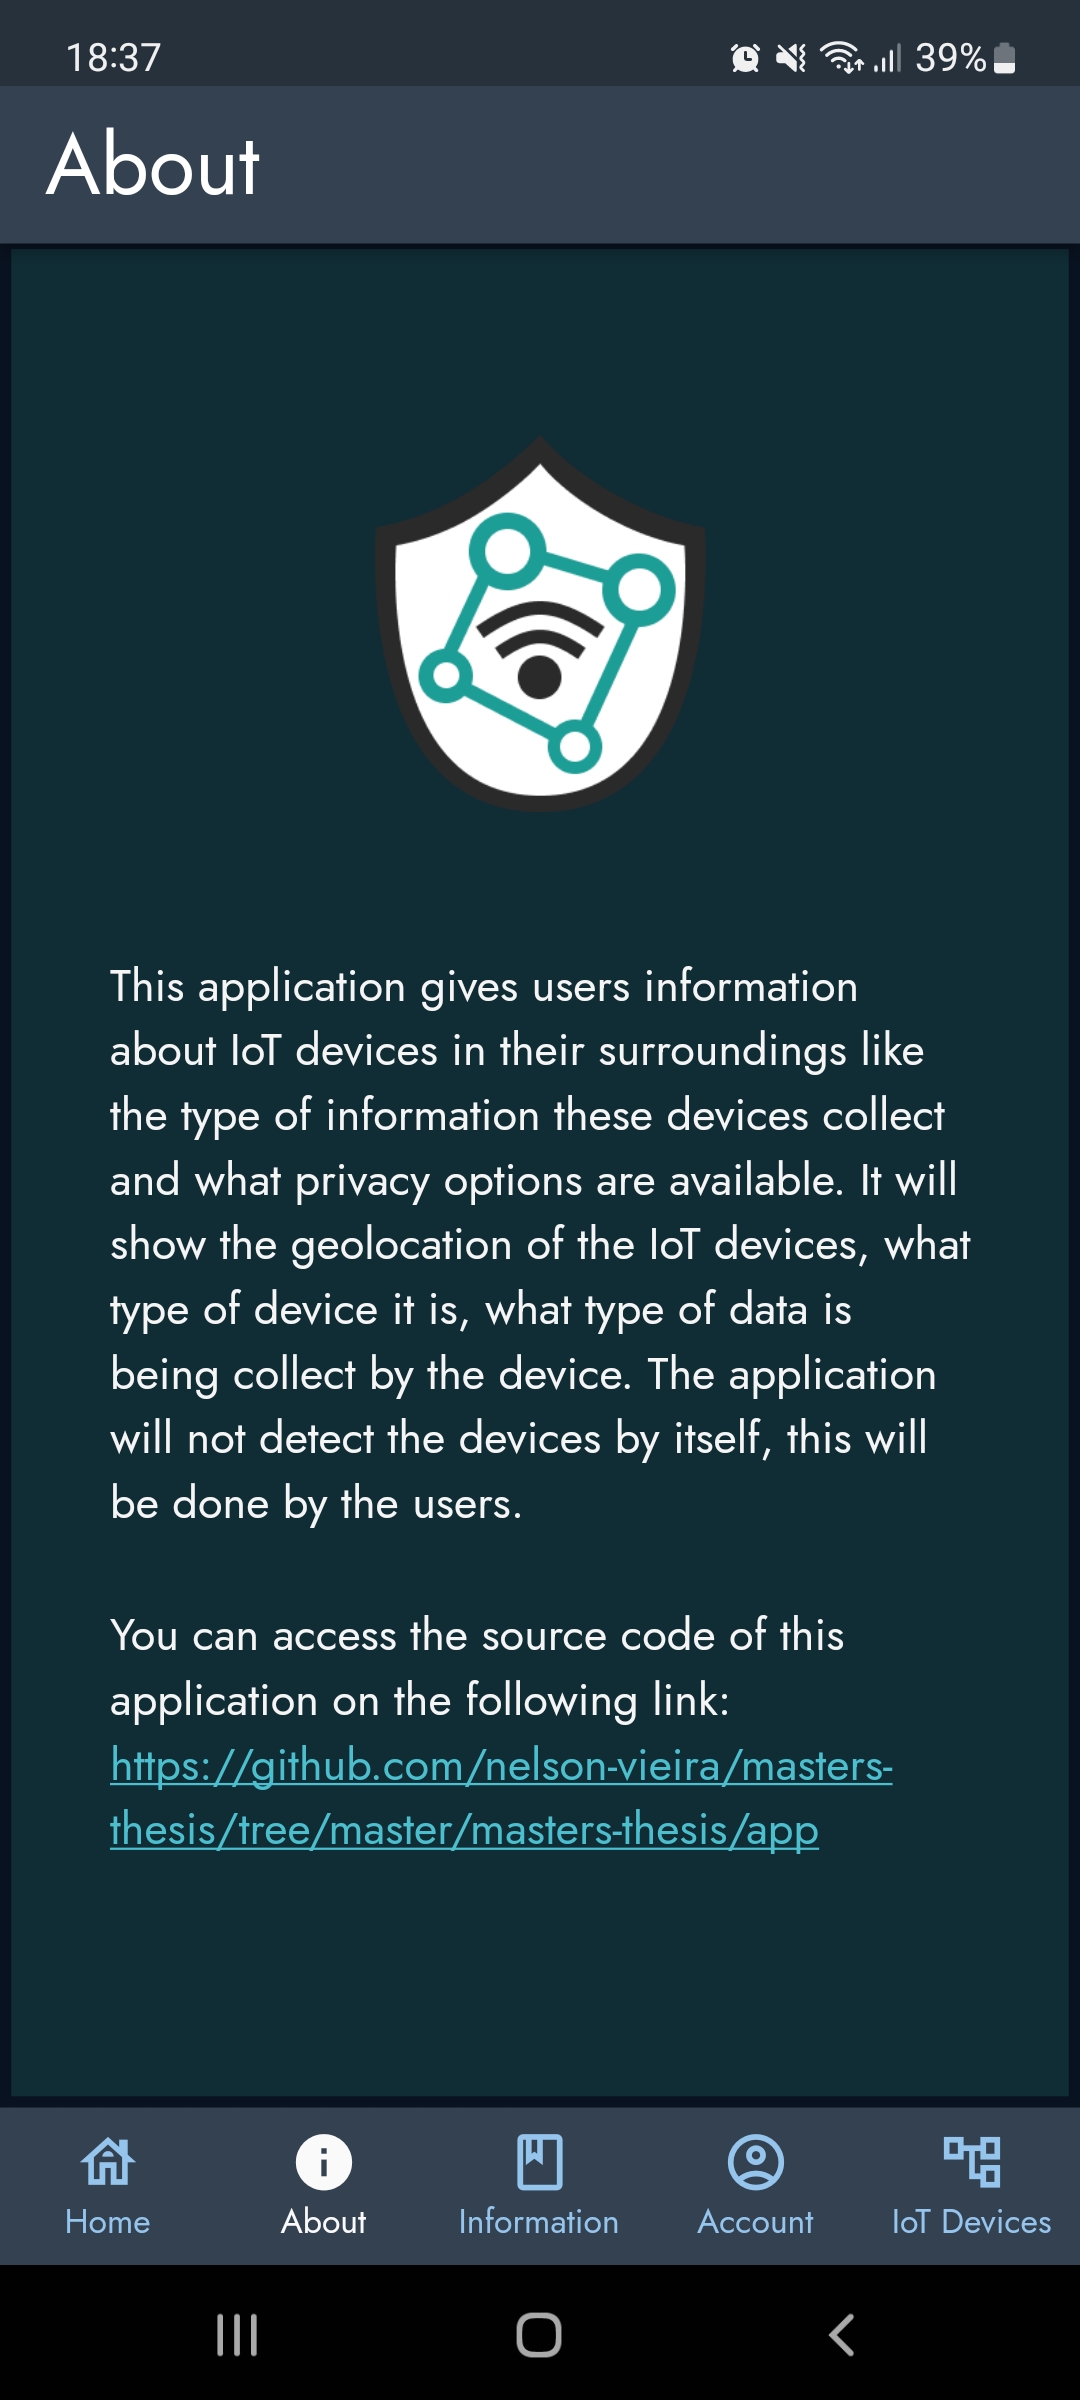 18:37
39%
About
This application gives users information
about IoT devices in their surroundings like
the type of information these devices collect
and what privacy options are available. It will
show the geolocation of the IoT devices, what
type of device it is, what type of data is
being collect by the device. The application
will not detect the devices by itself, this will
be done by the users.
You can access the source code of this
application on the following link:
https://github.com/nelson-vieira/masters-
thesis/tree/master/masters-thesis/app
Home
About
Information
Account
IoT Devices